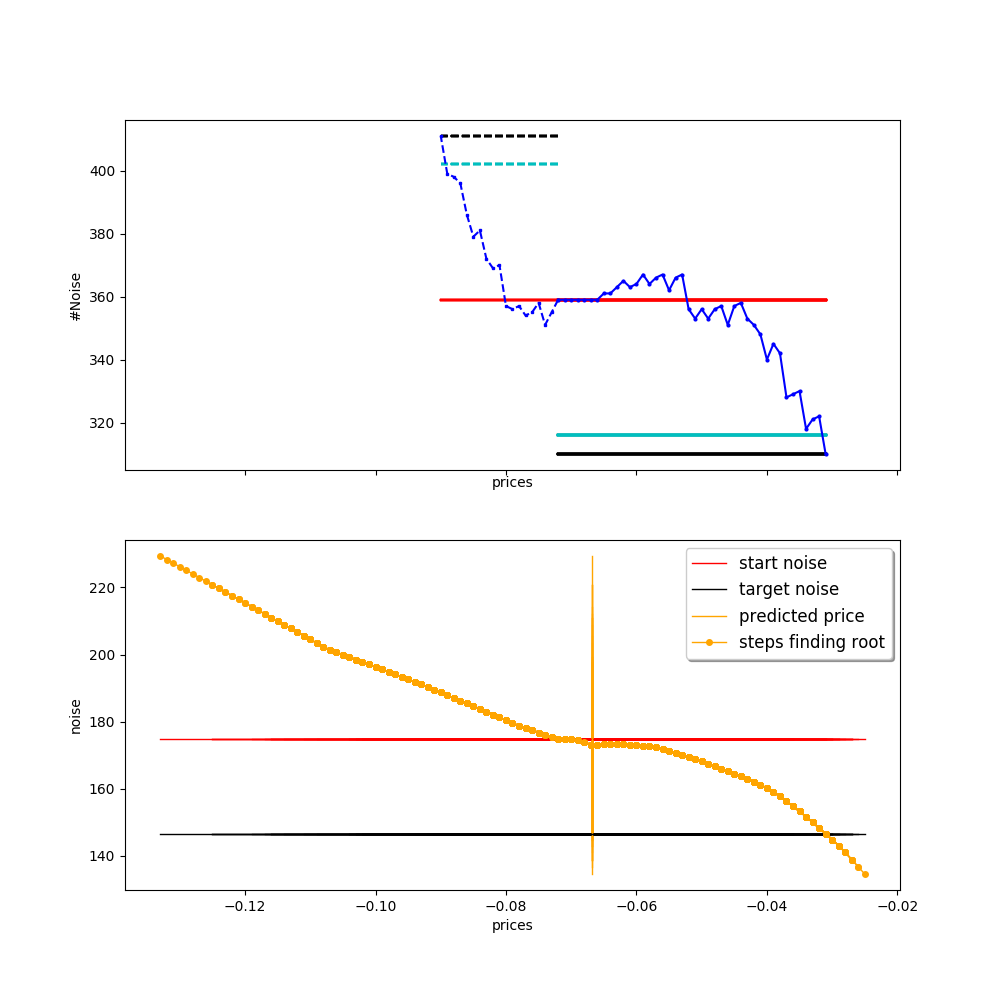 400
380
360
340
320
#Noise
prices
220
200
180
160
140
noise
start noise
target noise
predicted price
steps finding root
−0.12 −0.10 −0.08 −0.06 −0.04 −0.02
prices